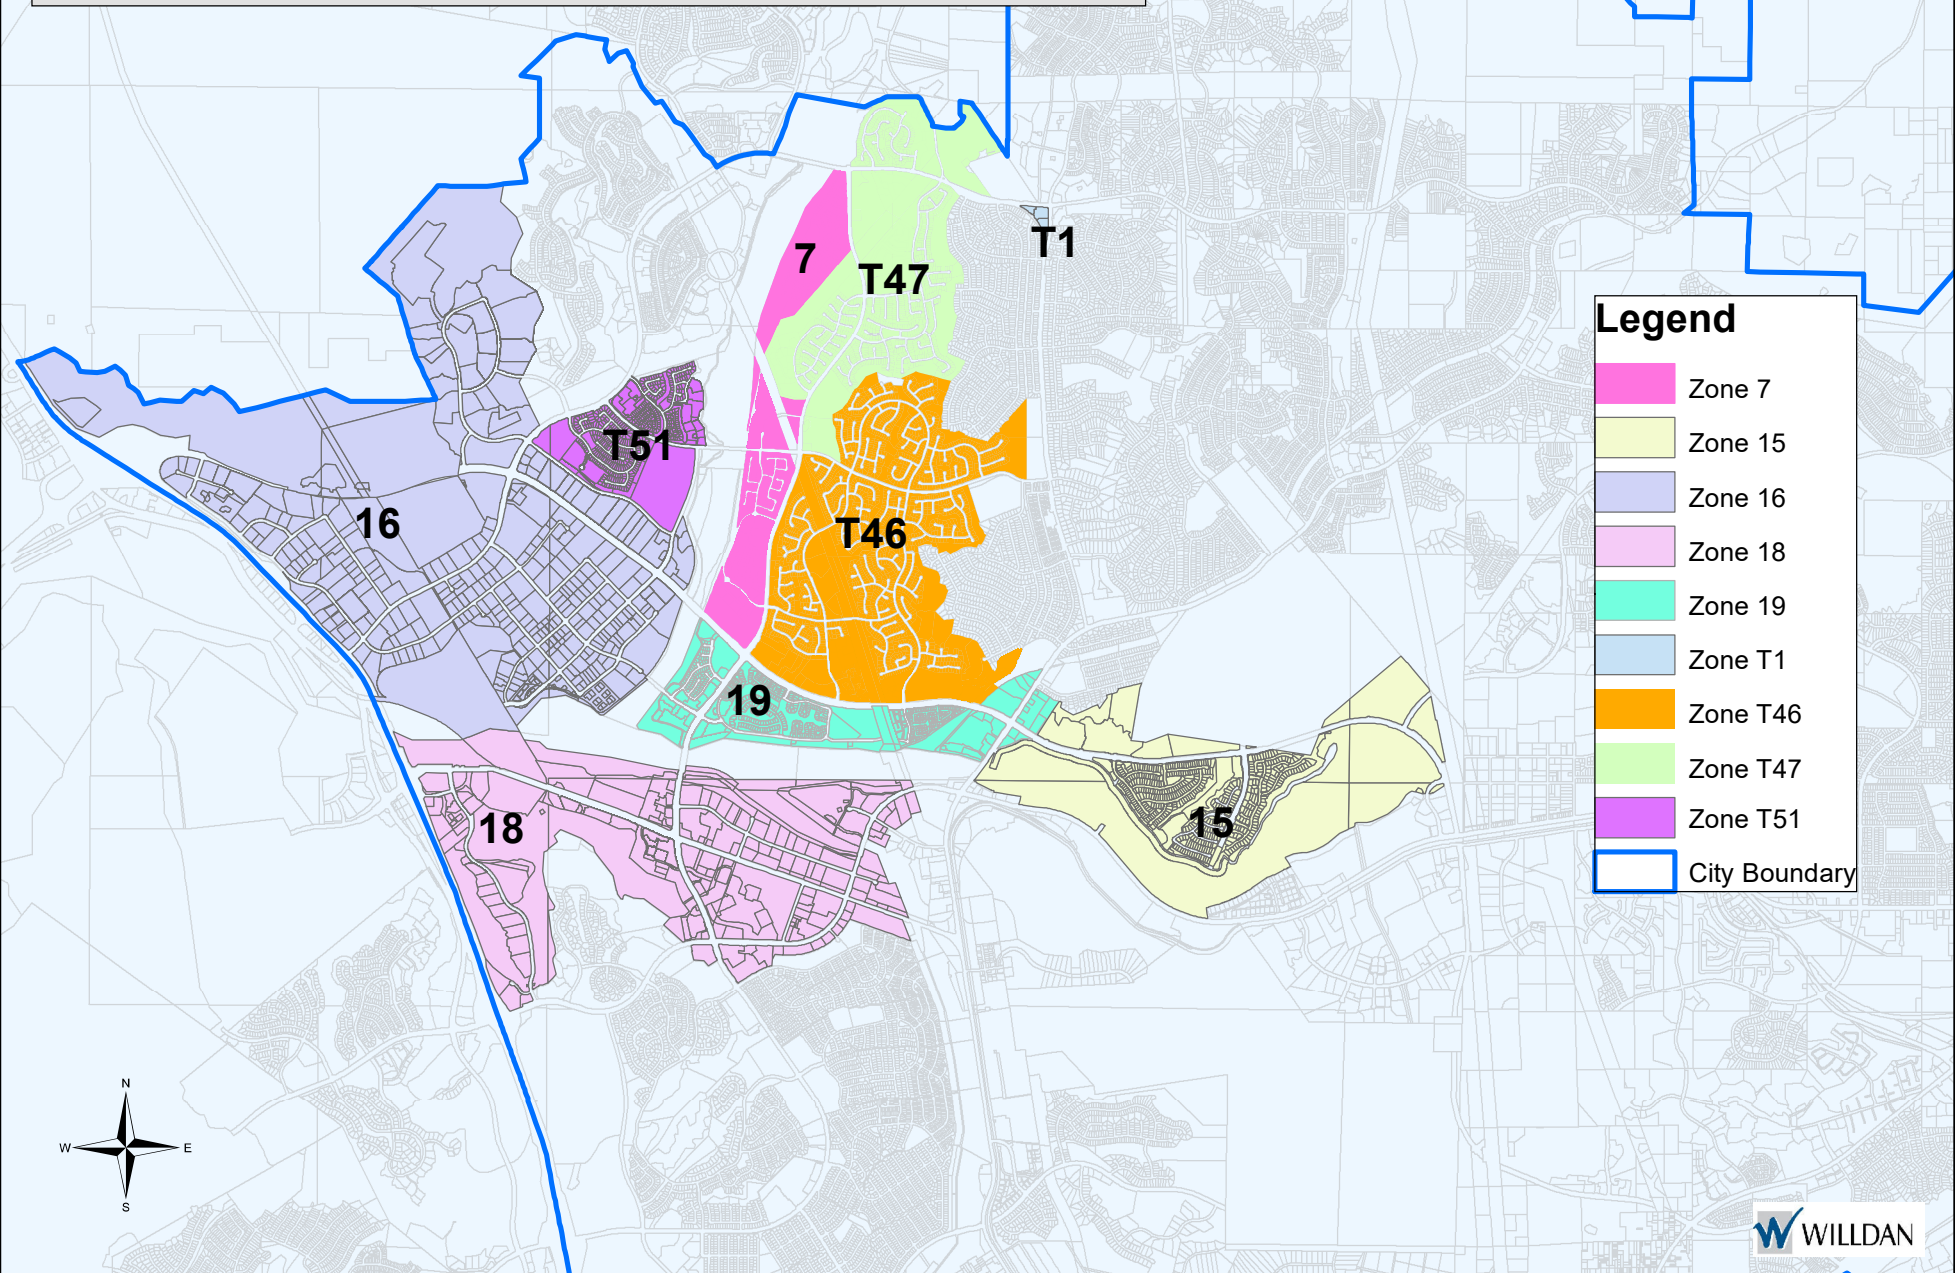 7
T47
T1
T51
16
T46
19
18
15
Legend
Zone 7
Zone 15
Zone 16
Zone 18
Zone 19
Zone T1
Zone T46
Zone T47
Zone T51
City Boundary
N
W E
S
WILLDAN